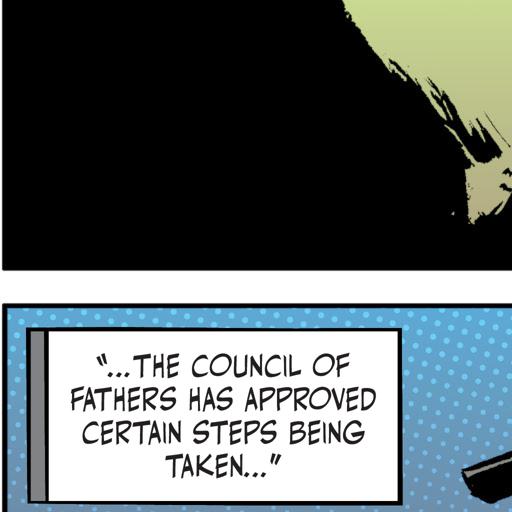 "...THE COUNCIL OF
FATHERS HAS APPROVED
CERTAIN STEPS BEING
TAKEN..."